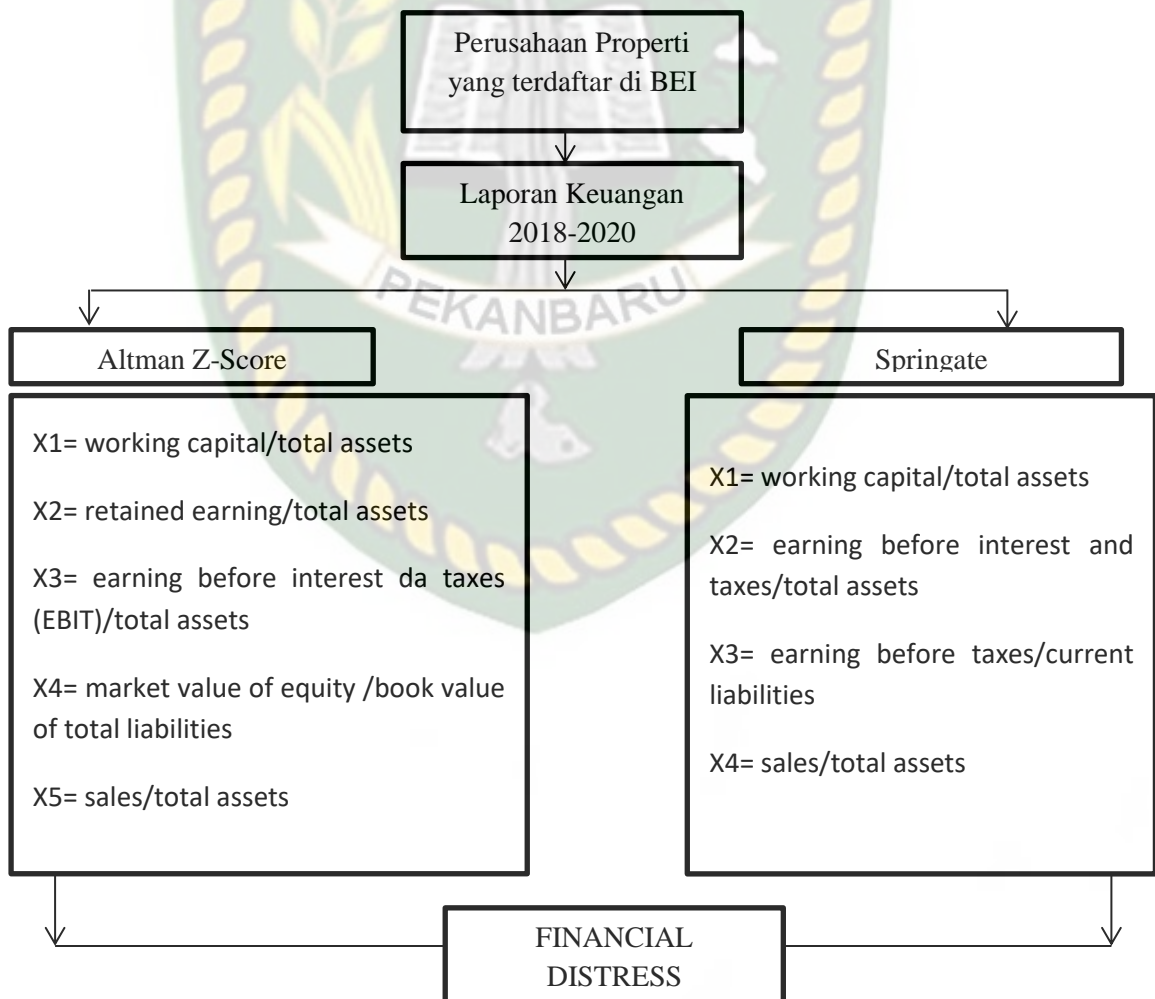 Perusahaan Properti
yang terdaftar di BEI
Laporan Keuangan
2018-2020
PEKANBARU
Altman Z-Score
Springate
X1= working capital/total assets
X2= retained earning/total assets
X3= earning before interest da taxes
(EBIT)/total assets
X4= market value of equity /book value
of total liabilities
X5= sales/total assets
X1= working capital/total assets
X2= earning before interest and
taxes/total assets
X3= earning before taxes/current
liabilities
X4= sales/total assets
FINANCIAL
DISTRESS